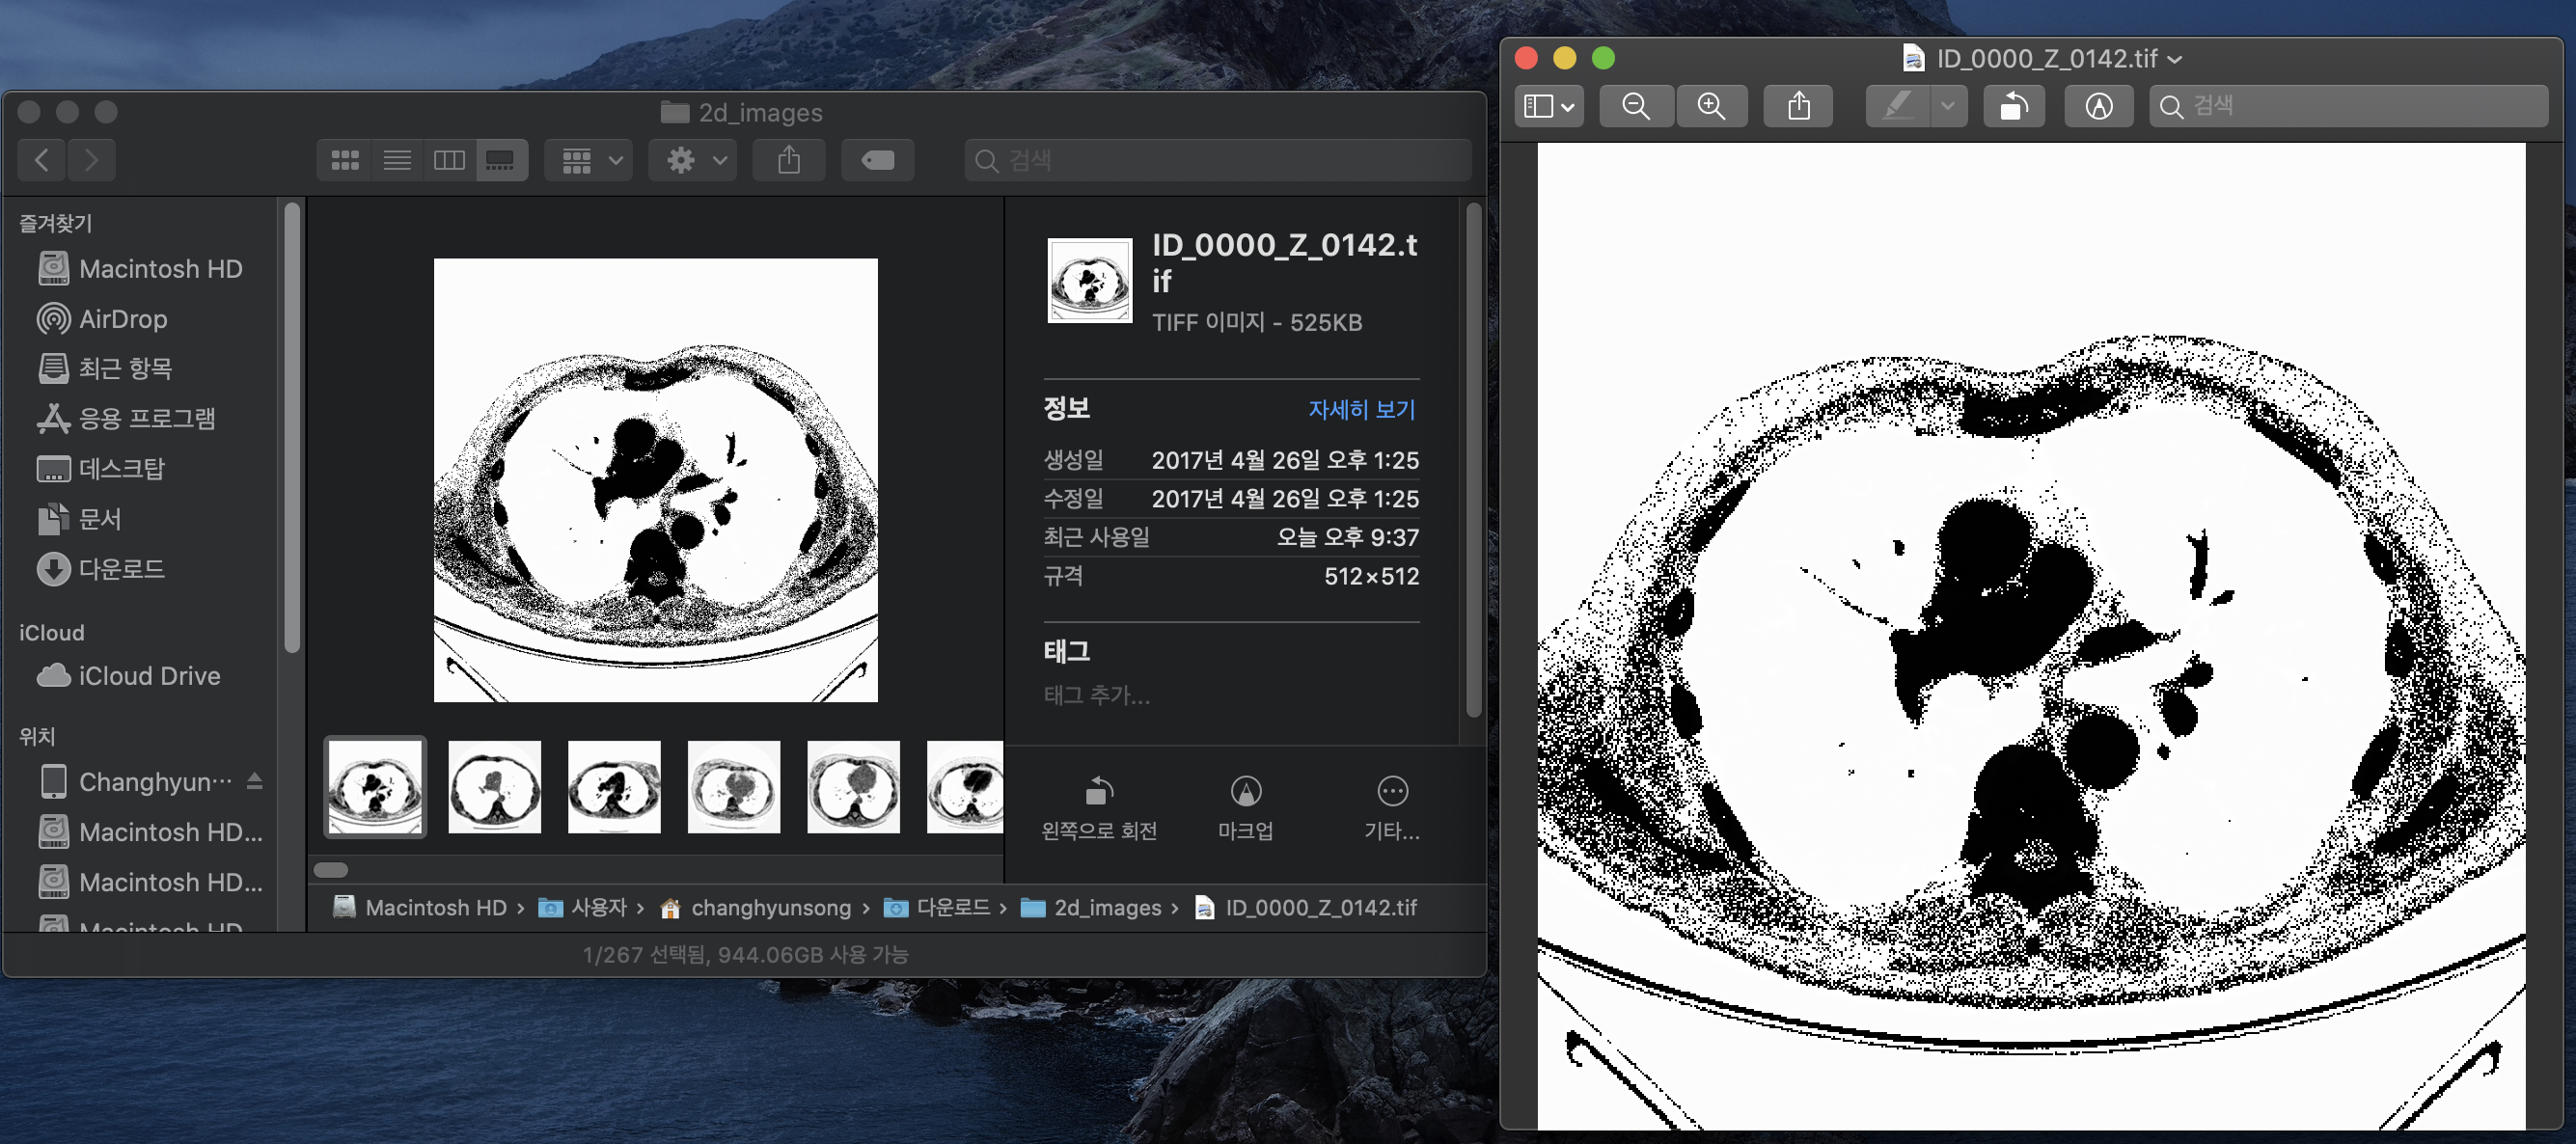 2d_images
검색
즐겨찾기
Macintosh HD
AirDrop
최근 항목
응용 프로그램
데스크탑
문서
다운로드
iCloud
iCloud Drive
위치
Changhyun…
Macintosh HD...
Macintosh HD...
Macintosh HD
ID_0000_Z_0142.t
if
TIFF 이미지 - 525KB
정보 자세히 보기
생성일 2017년 4월 26일 오후 1:25
수정일 2017년 4월 26일 오후 1:25
최근 사용일 오늘 오후 9:37
규격 512×512
태그
태그 추가...
왼쪽으로 회전 마크업 기타...
Macintosh HD › 사용자 › changhyunsong › 다운로드 › 2d_images › ID_0000_Z_0142.tif
1/267 선택됨, 944.06GB 사용 가능
ID_0000_Z_0142.tif
검색